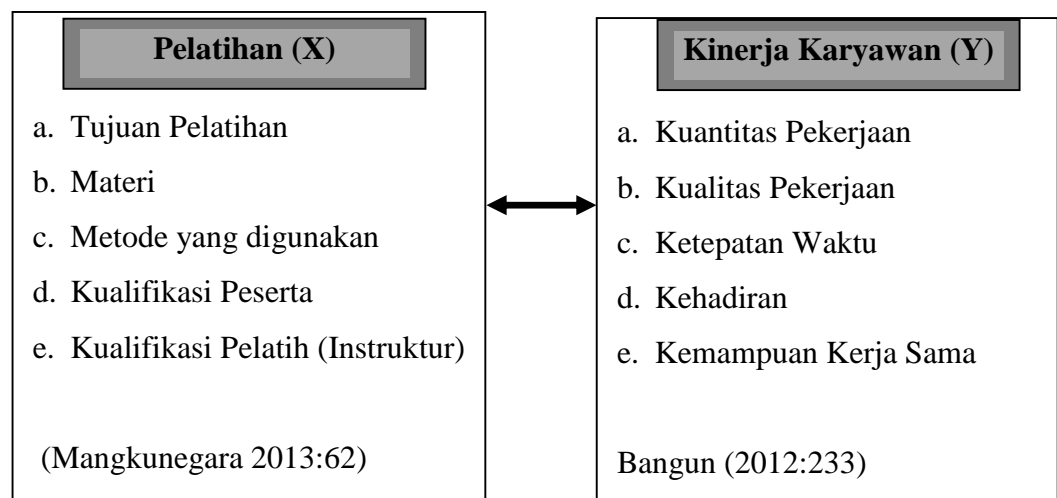 Pelatihan (X)
a. Tujuan Pelatihan
b. Materi
c. Metode yang digunakan
d. Kualifikasi Peserta
e. Kualifikasi Pelatih (Instruktur)
(Mangkunegara 2013:62)
Kinerja Karyawan (Y)
a. Kuantitas Pekerjaan
b. Kualitas Pekerjaan
c. Ketepatan Waktu
d. Kehadiran
e. Kemampuan Kerja Sama
Bangun (2012:233)